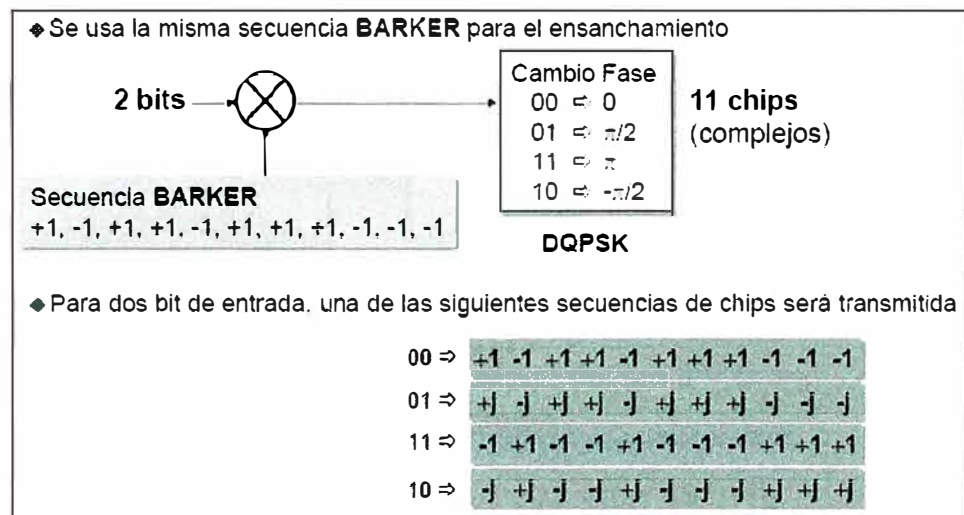 ◆ Se usa la misma secuencia BARKER para el ensanchamiento
2 bits
Cambio Fase
00 ⇨ 0
01 ⇨ π/2
11 ⇨ π
10 ⇨ -π/2
11 chips
(complejos)
Secuencia BARKER
+1, -1, +1, +1, -1, +1, +1, +1, -1, -1, -1
DQPSK
◆ Para dos bit de entrada, una de las siguientes secuencias de chips será transmitida
00 ⇨ +1 -1 +1 +1 -1 +1 +1 +1 -1 -1 -1
01 ⇨ +j -j +j +j -j +j +j +j -j -j -j
11 ⇨ -1 +1 -1 -1 +1 -1 -1 -1 +1 +1 +1
10 ⇨ -j +j -j -j +j -j -j -j +j +j +j